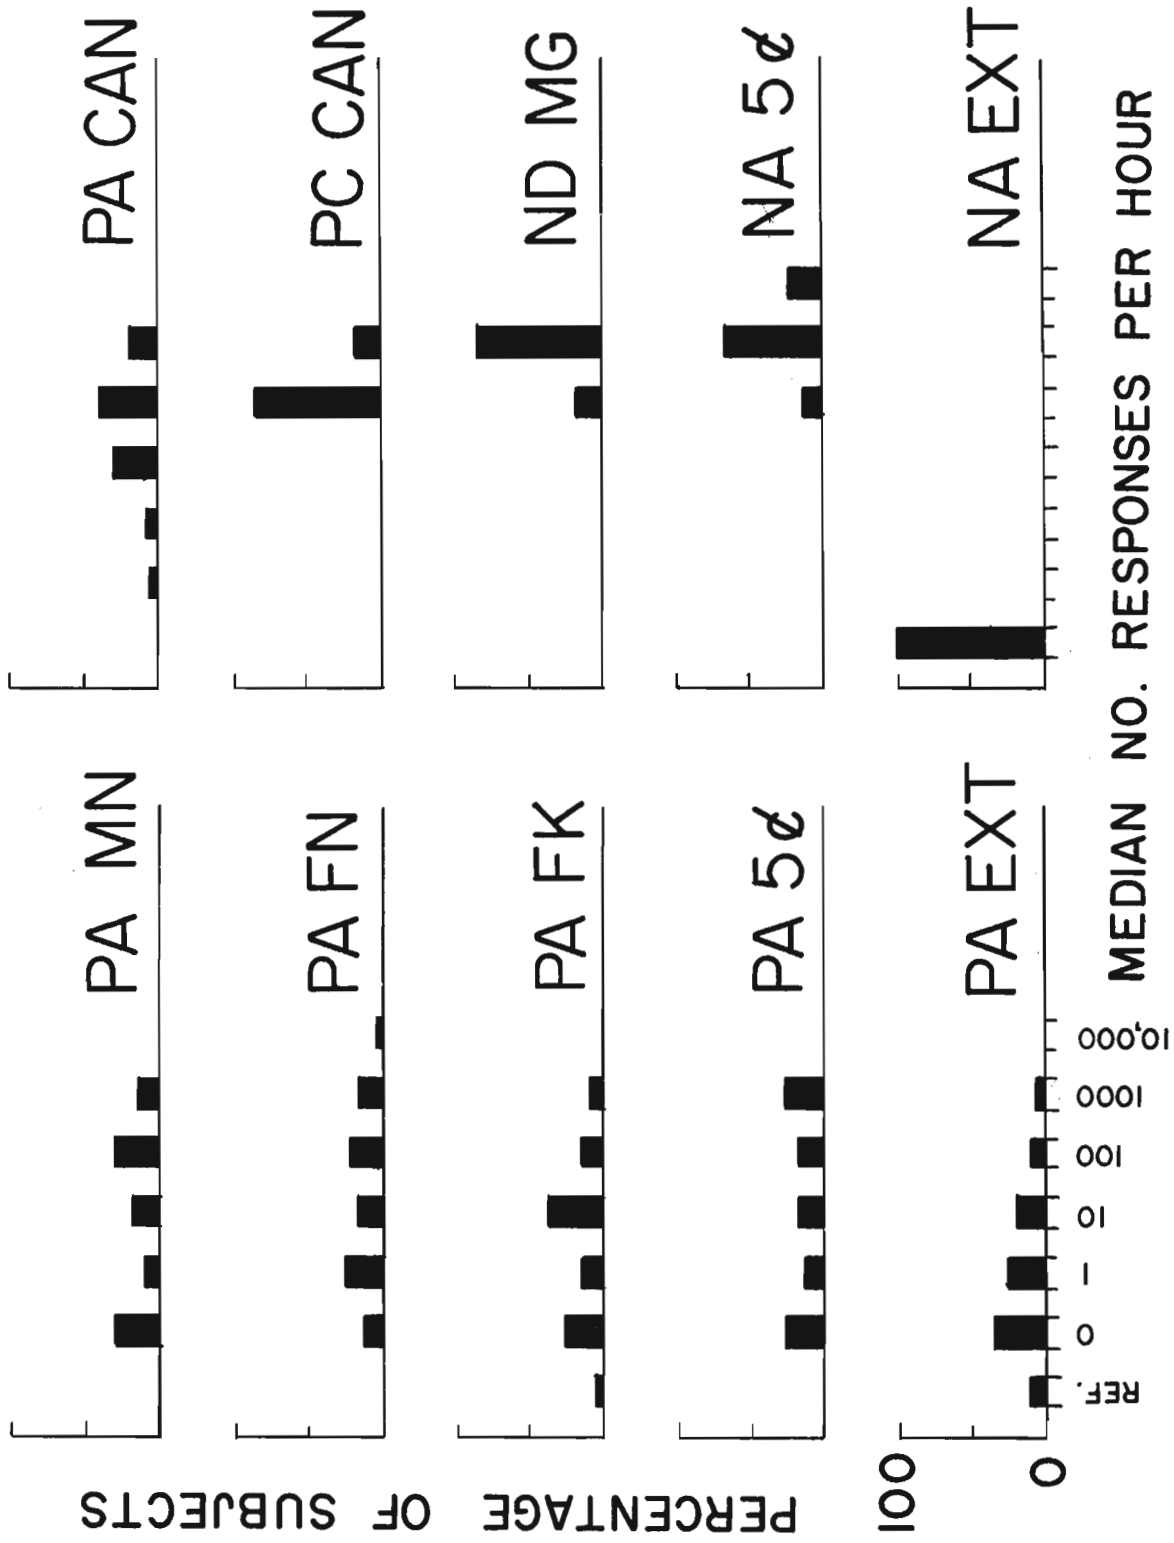 PA MN
PA CAN
PA FN
PC CAN
PA FK
ND MG
PA 5¢
NA 5¢
PA EXT
NA EXT
PERCENTAGE OF SUBJECTS
100
0
REF. 0 1 10 100 1000 10,000
MEDIAN NO. RESPONSES PER HOUR